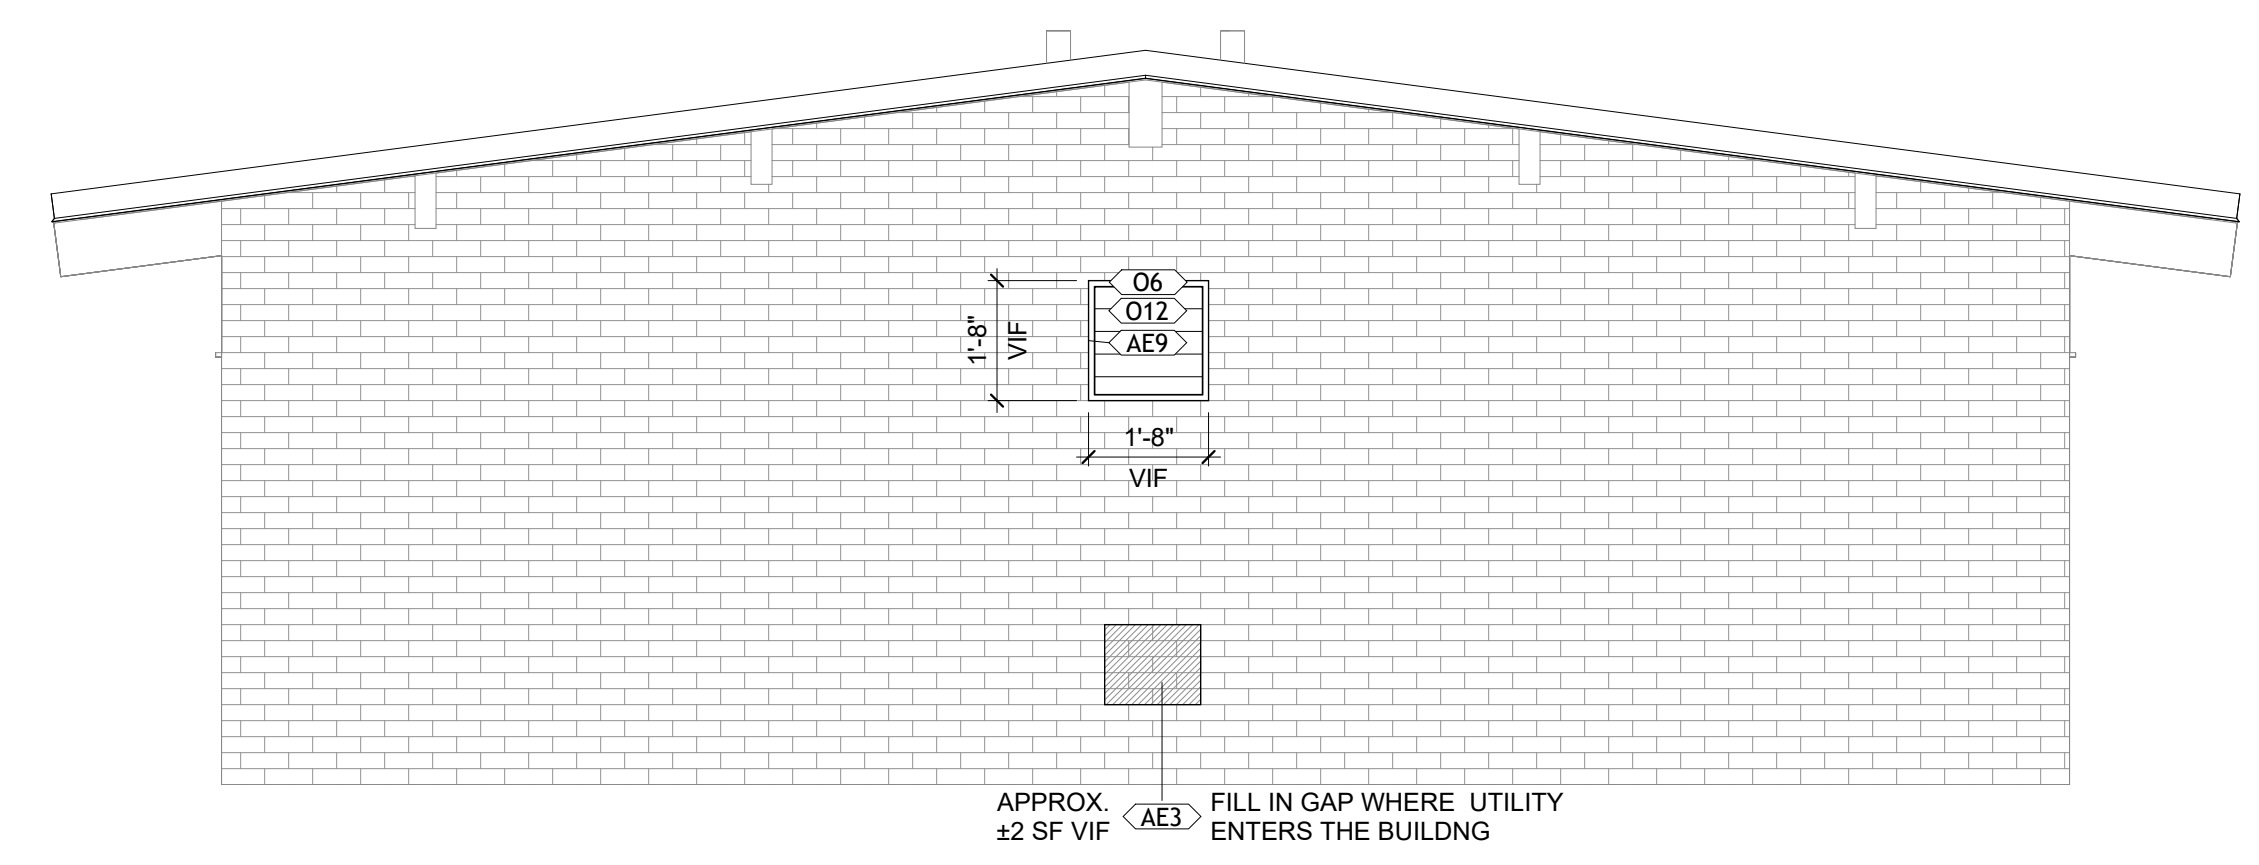 O6
O12
AE9
1'-8"
VIF
1'-8"
VIF
APPROX.
±2 SF VIF
AE3
FILL IN GAP WHERE UTILITY
ENTERS THE BUILDNG